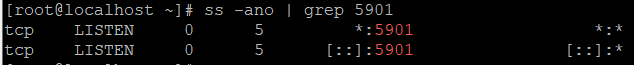 [root@localhost ~]# ss -ano | grep 5901
tcp LISTEN 0 5 *:5901 *:*
tcp LISTEN 0 5 [::]:5901 [::]:*